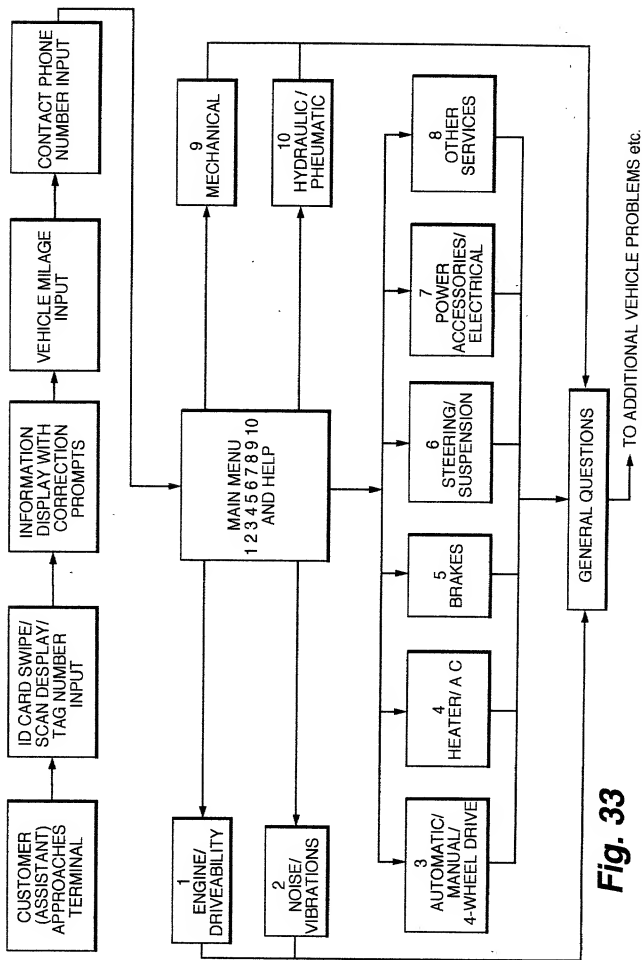 CUSTOMER
(ASSISTANT)
APPROACHES
TERMINAL
ID CARD SWIPE/
SCAN DESPLAY/
TAG NUMBER
INPUT
INFORMATION
DISPLAY WITH
CORRECTION
PROMPTS
VEHICLE MILAGE
INPUT
CONTACT PHONE
NUMBER INPUT
MAIN MENU
1 2 3 4 5 6 7 8 9 10
AND HELP
1
ENGINE/
DRIVEABILITY
2
NOISE/
VIBRATIONS
9
MECHANICAL
10
HYDRAULIC/
PHEUMATIC
3
AUTOMATIC/
MANUAL/
4-WHEEL DRIVE
4
HEATER/ A C
5
BRAKES
6
STEERING/
SUSPENSION
7
POWER
ACCESSORIES/
ELECTRICAL
8
OTHER
SERVICES
GENERAL QUESTIONS
TO ADDITIONAL VEHICLE PROBLEMS etc.
Fig. 33